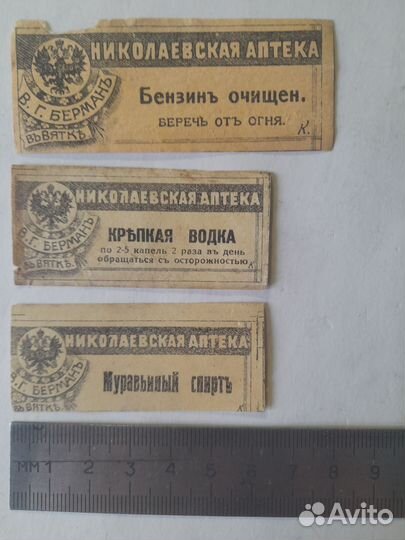 НИКОЛАЕВСКАЯ АПТЕКА
В. Г. БЕРМАНЪ
ВЪ ВЯТКѢ.
Бензинъ очищен.
БЕРЕЧЬ ОТЪ ОГНЯ.
К.
НИКОЛАЕВСКАЯ АПТЕКА
В. Г. БЕРМАНЪ
ВЪ ВЯТКѢ.
КРѢПКАЯ ВОДКА
по 2-5 капель 2 раза въ день
обращаться съ осторожностью
К
НИКОЛАЕВСКАЯ АПТЕКА
В. Г. БЕРМАНЪ
ВЪ ВЯТКѢ.
Муравьиный спиртъ
К
ММ 1 2 3 4 5 6 7 8 9
Avito